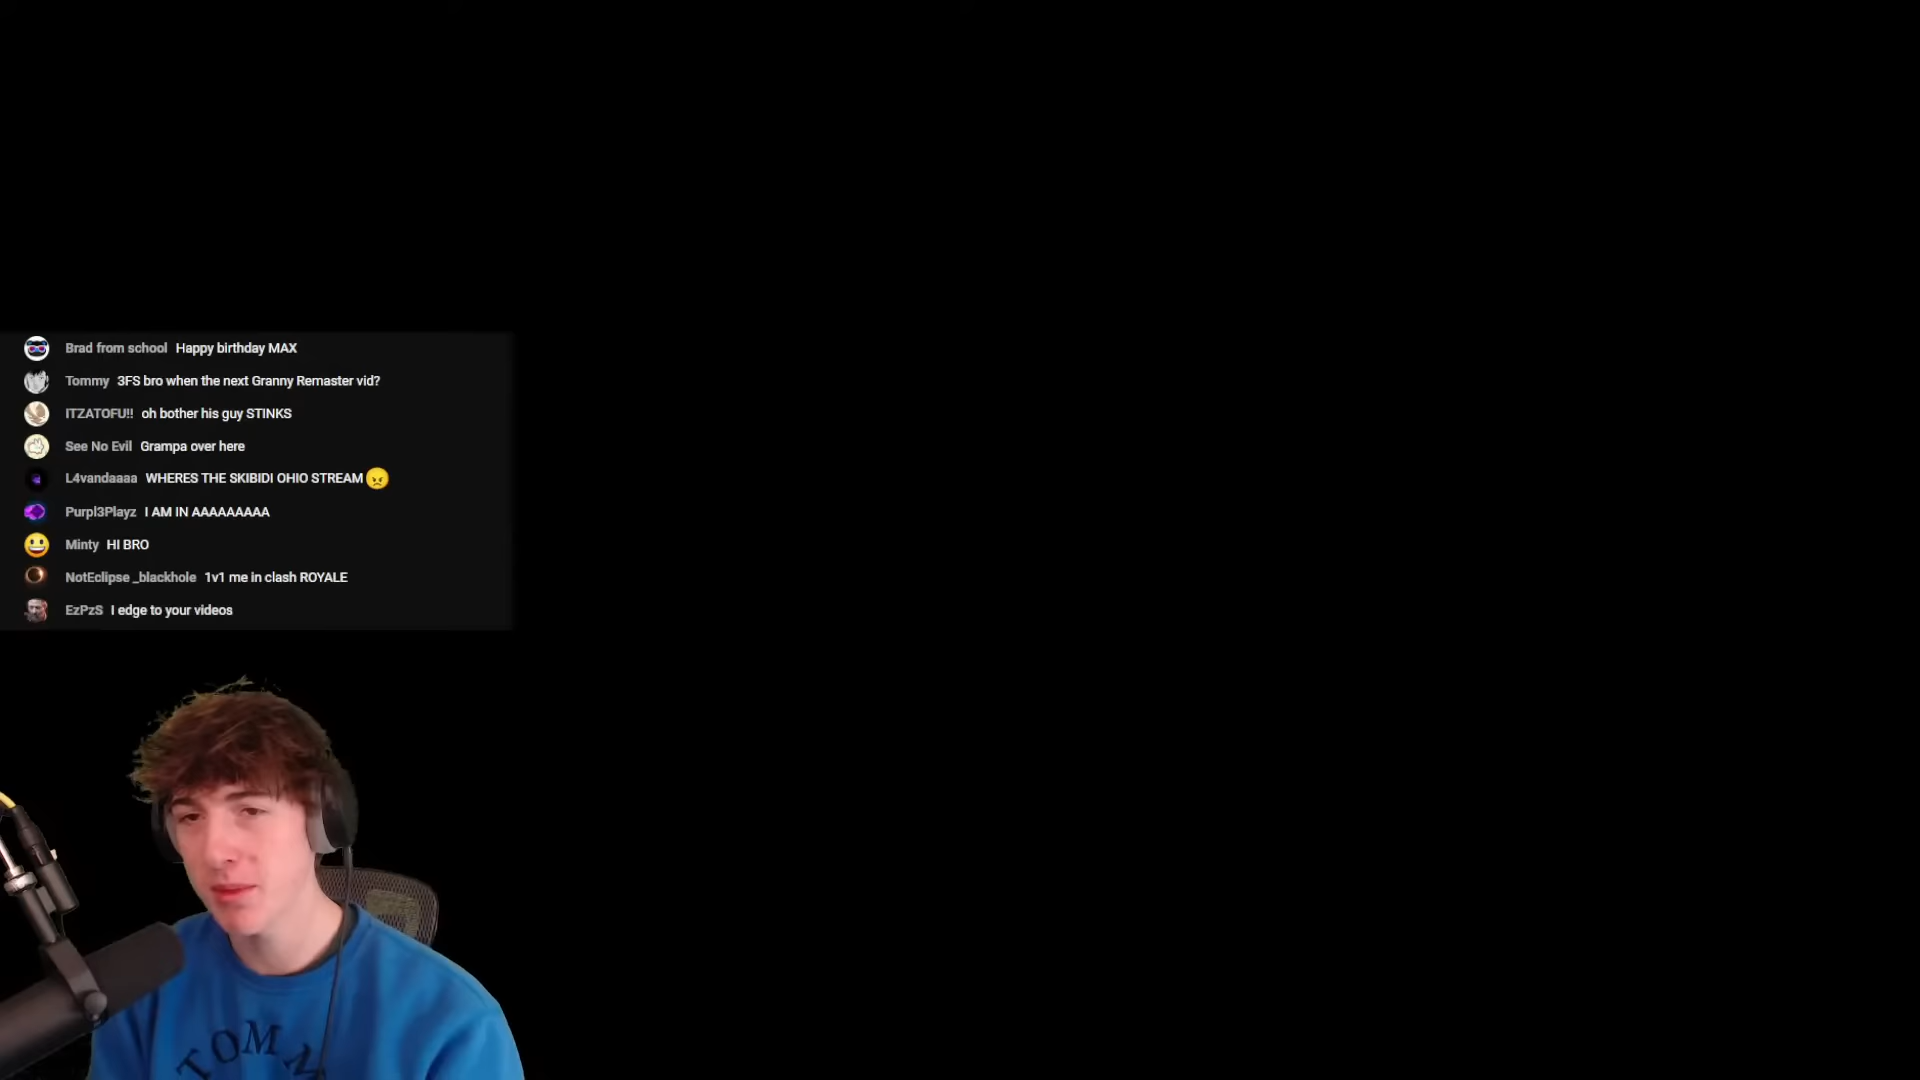 Brad from school Happy birthday MAX
Tommy 3FS bro when the next Granny Remaster vid?
ITZATOFU!! oh bother his guy STINKS
See No Evil Grampa over here
L4vandaaaa WHERES THE SKIBIDI OHIO STREAM😠
Purpl3Playz I AM IN AAAAAAAAA
Minty HI BRO
NotEclipse _blackhole 1v1 me in clash ROYALE
EzPzS I edge to your videos
TOMM